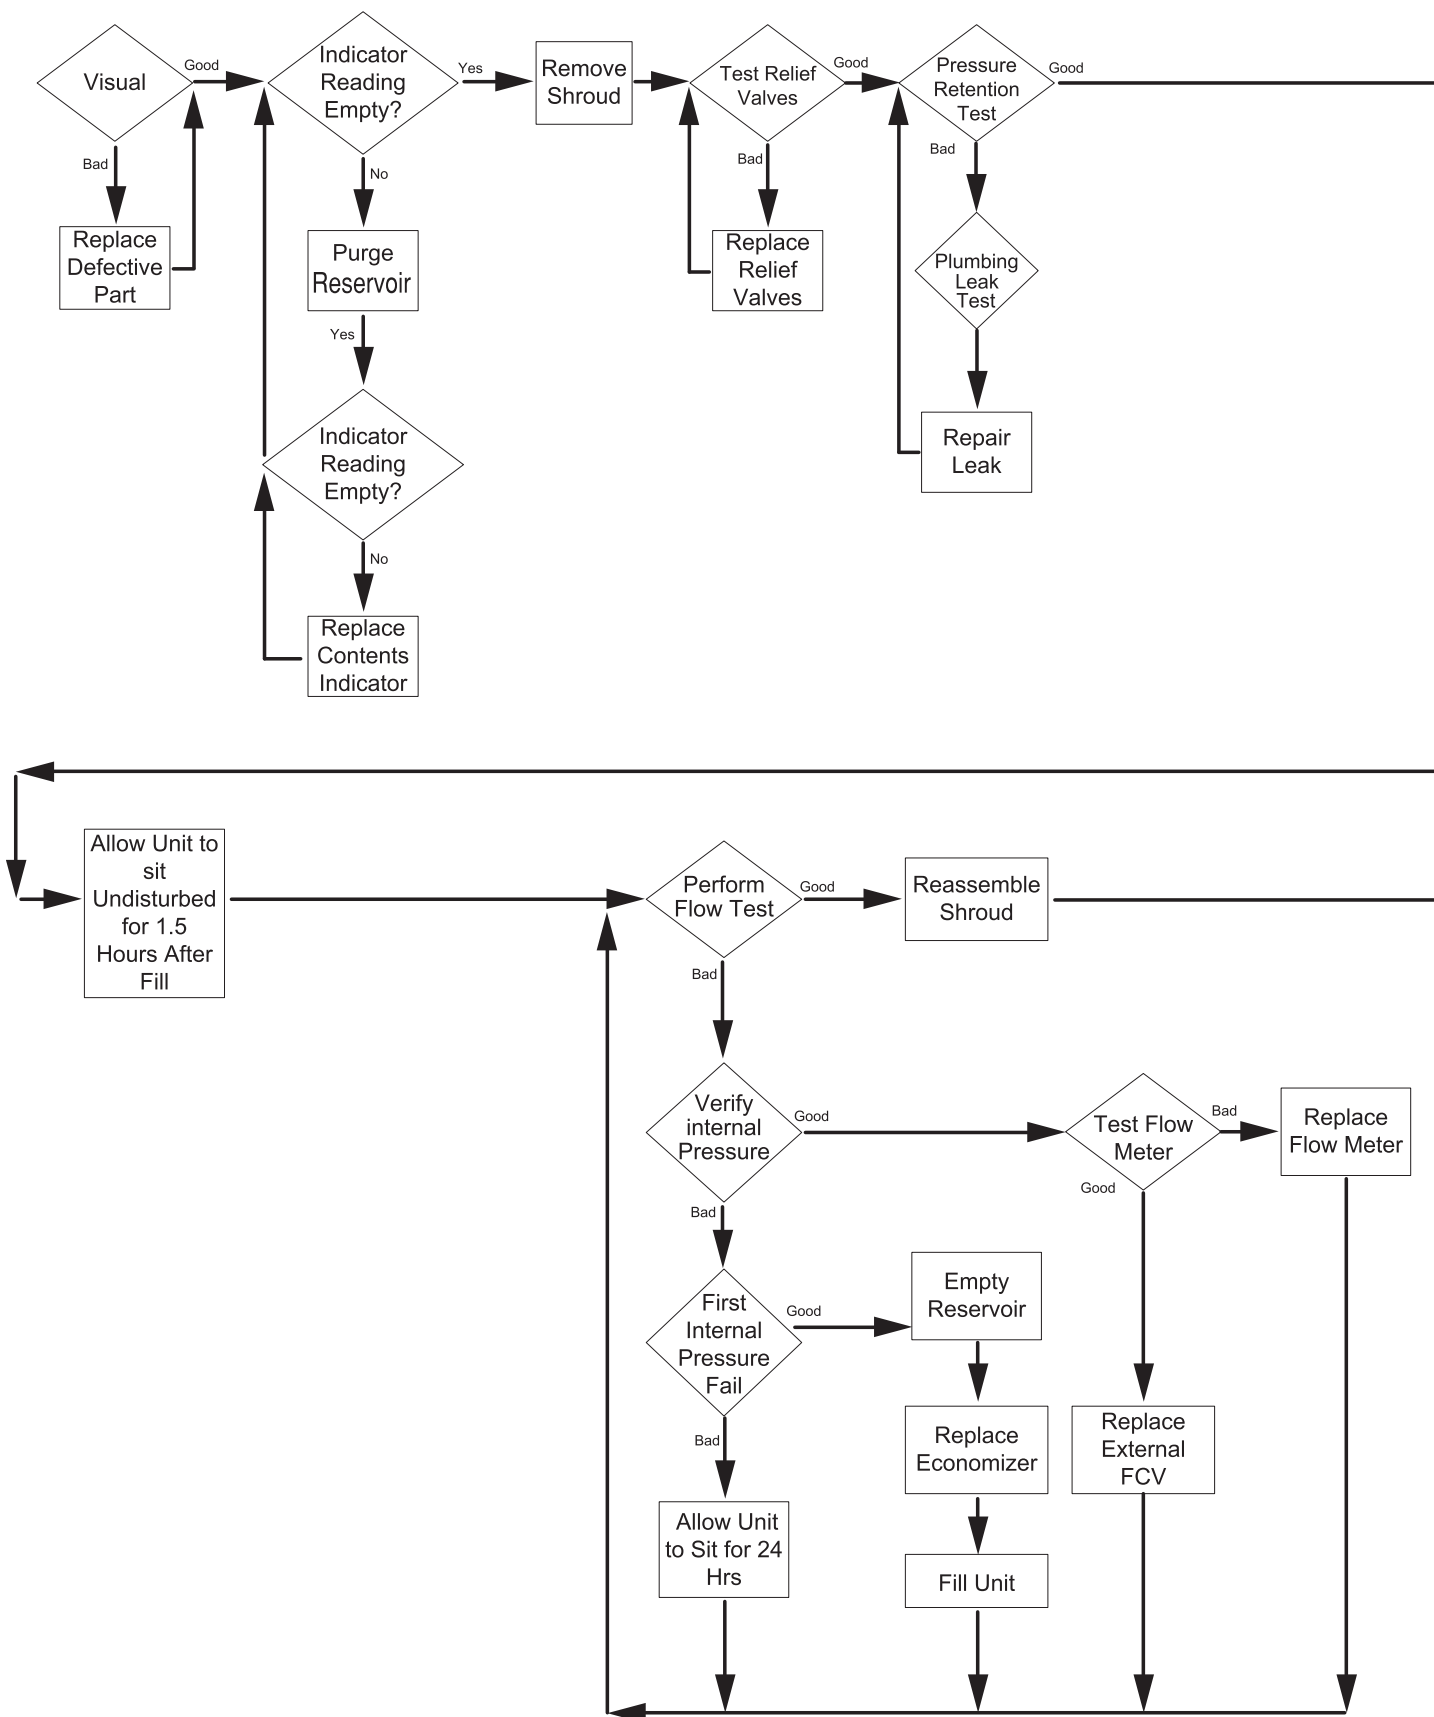 Visual
Good
Bad
Replace
Defective
Part
Indicator
Reading
Empty?
Yes
No
Purge
Reservoir
Yes
Indicator
Reading
Empty?
No
Replace
Contents
Indicator
Remove
Shroud
Test Relief
Valves
Good
Bad
Replace
Relief
Valves
Pressure
Retention
Test
Good
Bad
Plumbing
Leak
Test
Repair
Leak
Allow Unit to
sit
Undisturbed
for 1.5
Hours After
Fill
Perform
Flow Test
Good
Bad
Reassemble
Shroud
Verify
internal
Pressure
Good
Bad
Test Flow
Meter
Bad
Good
Replace
Flow Meter
First
Internal
Pressure
Fail
Good
Bad
Empty
Reservoir
Replace
Economizer
Replace
External
FCV
Allow Unit
to Sit for 24
Hrs
Fill Unit